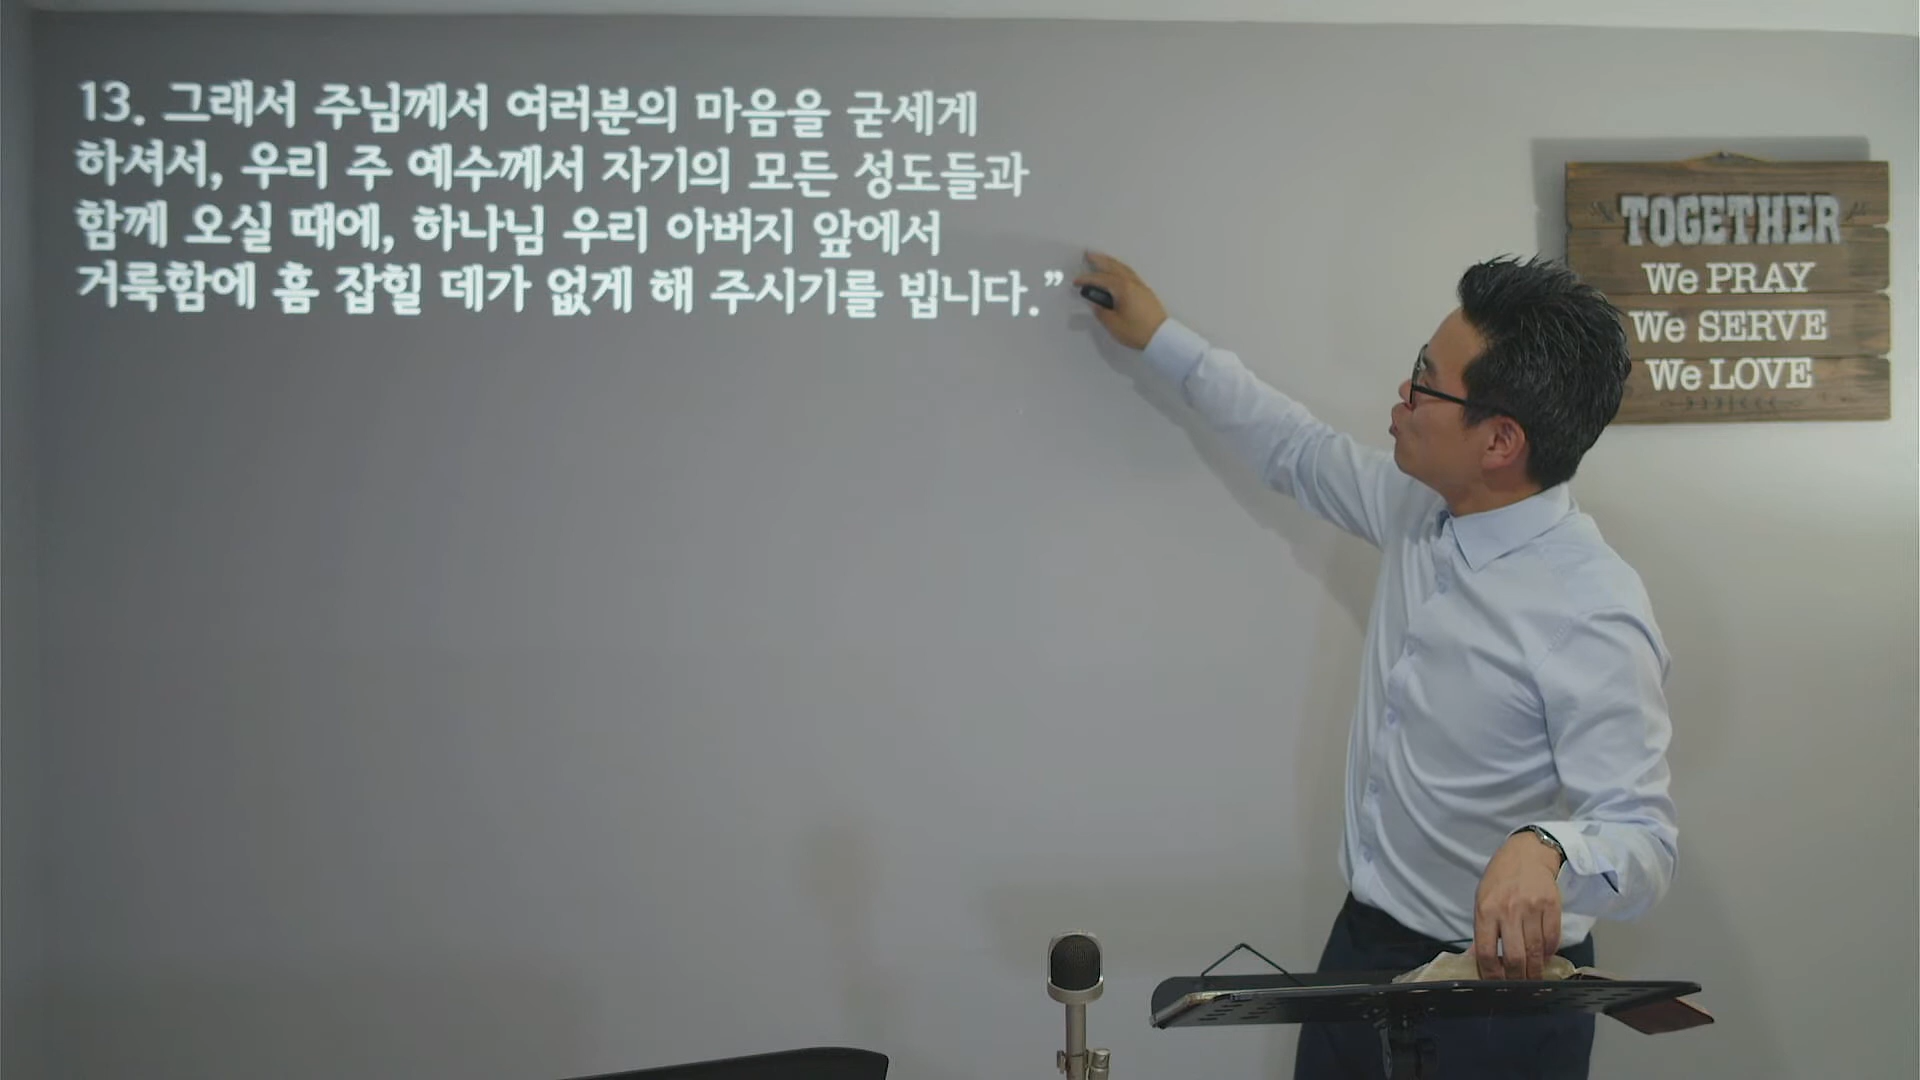 13. 그래서 주님께서 여러분의 마음을 굳세게
하셔서, 우리 주 예수께서 자기의 모든 성도들과
함께 오실 때에, 하나님 우리 아버지 앞에서
거룩함에 흠 잡힐 데가 없게 해 주시기를 빕니다.”
TOGETHER
We PRAY
We SERVE
We LOVE